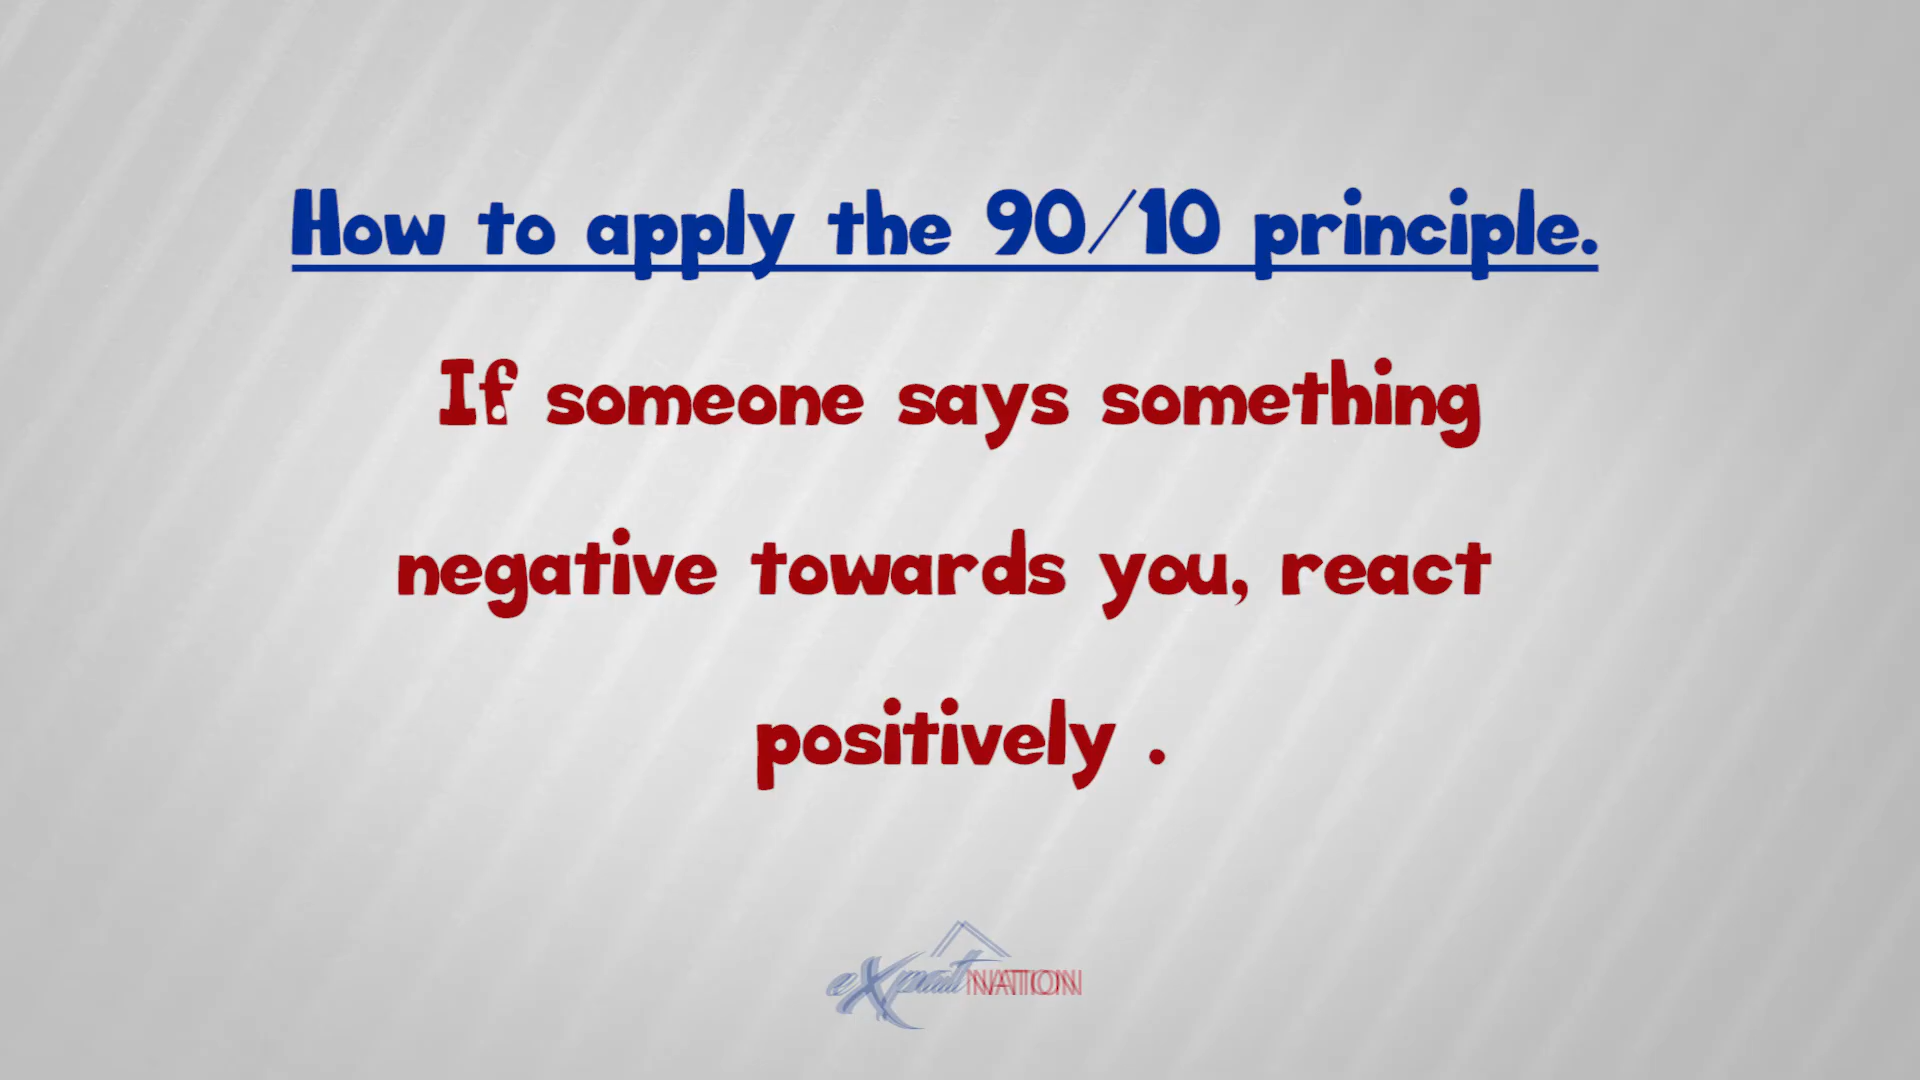 How to apply the 90/10 principle.
If someone says something
negative towards you, react
positively .
eXpat NATION